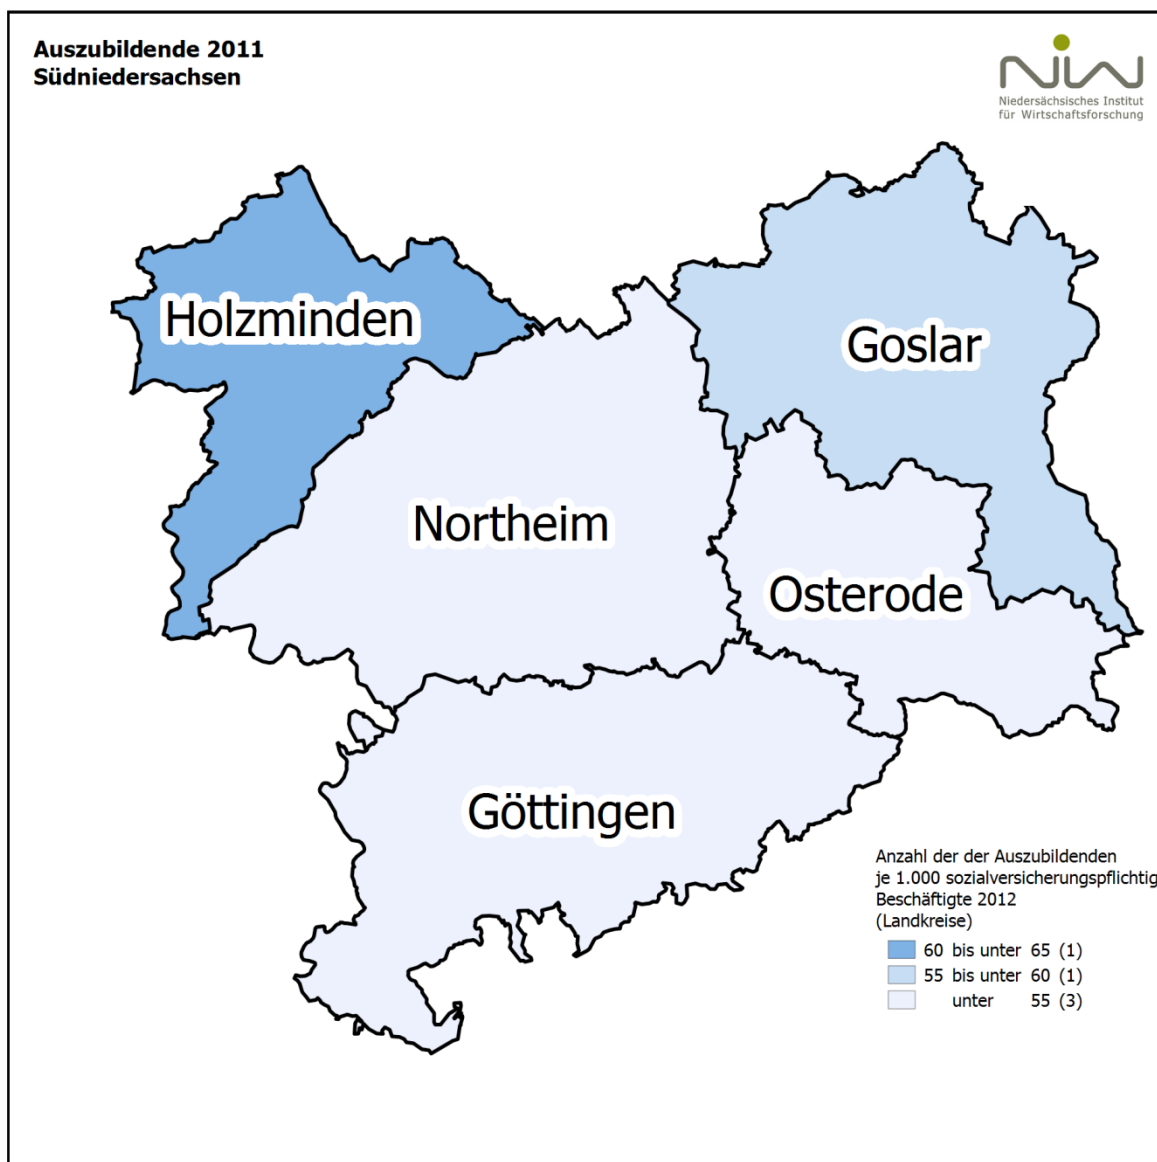 Auszubildende 2011
Südniedersachsen
NIW
Niedersächsisches Institut
für Wirtschaftsforschung
Holzminden
Goslar
Northeim
Osterode
Göttingen
Anzahl der der Auszubildenden
je 1.000 sozialversicherungspflichtig
Beschäftigte 2012
(Landkreise)
60 bis unter 65 (1)
55 bis unter 60 (1)
unter 55 (3)